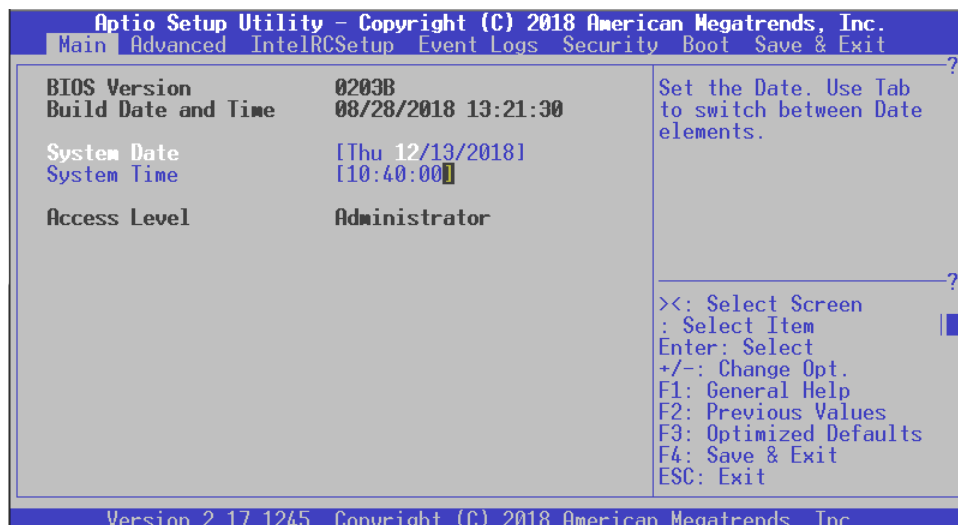 Aptio Setup Utility - Copyright (C) 2018 American Megatrends, Inc.
Main Advanced IntelRCSetup Event Logs Security Boot Save & Exit
?
BIOS Version 0203B
Build Date and Time 08/28/2018 13:21:30
System Date [Thu 12/13/2018]
System Time [10:40:00]
Access Level Administrator
Set the Date. Use Tab
to switch between Date
elements.
?
><: Select Screen
: Select Item
Enter: Select
+/-: Change Opt.
F1: General Help
F2: Previous Values
F3: Optimized Defaults
F4: Save & Exit
ESC: Exit
Version 2.17.1245. Copyright (C) 2018 American Megatrends, Inc.